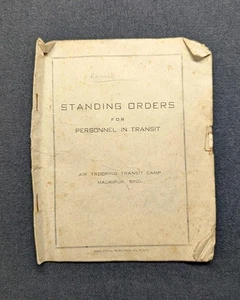 STANDING ORDERS
FOR
PERSONNEL IN TRANSIT
AIR TROOPING TRANSIT CAMP
MAURIPUR, SIND.